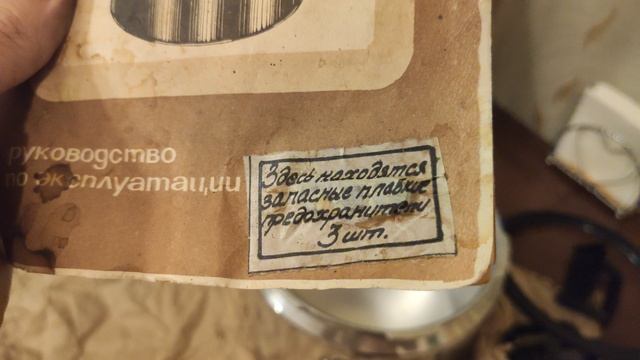 руководство
по эксплуатации
Здесь находятся
запасные плавкие
предохранители
3 шт.